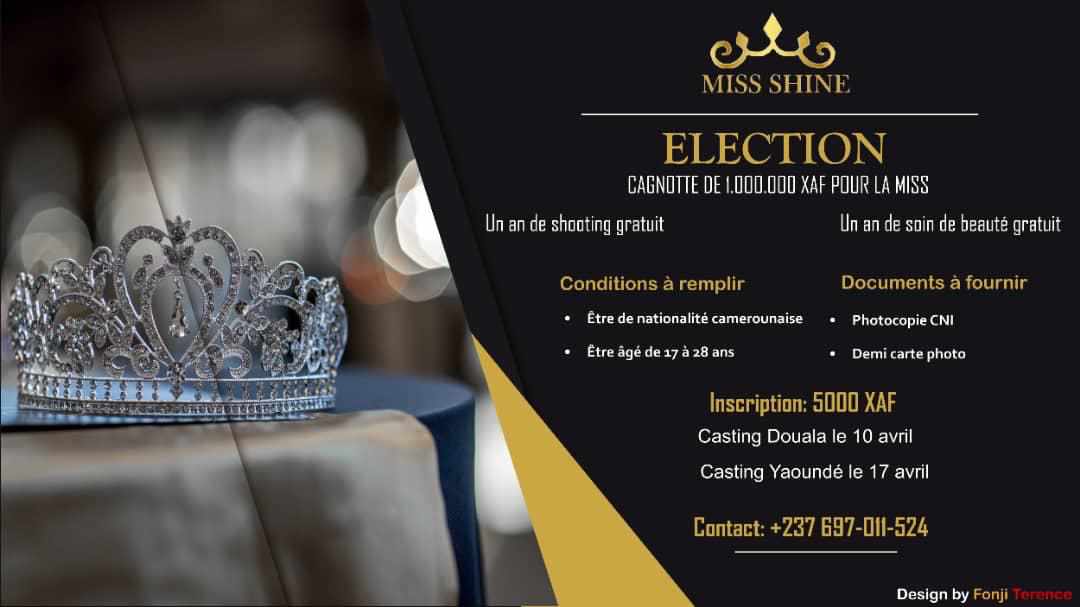 MISS SHINE
ELECTION
CAGNOTTE DE 1.000.000 XAF POUR LA MISS
Un an de shooting gratuit
Un an de soin de beauté gratuit
Conditions à remplir
• Être de nationalité camerounaise
• Être âgé de 17 à 28 ans
Documents à fournir
• Photocopie CNI
• Demi carte photo
Inscription: 5000 XAF
Casting Douala le 10 avril
Casting Yaoundé le 17 avril
Contact: +237 697-011-524
Design by Fonji Terence